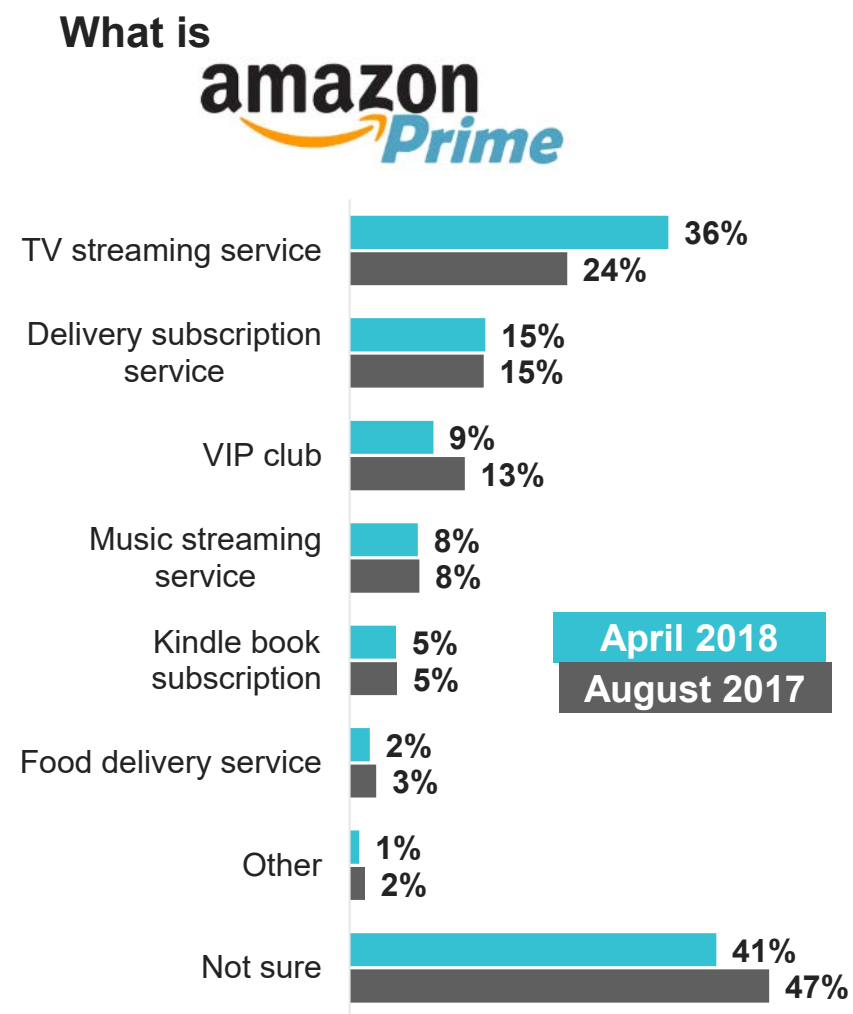 What is
amazon
Prime
TV streaming service
36%
24%
Delivery subscription
service
15%
15%
VIP club
9%
13%
Music streaming
service
8%
8%
Kindle book
subscription
5%
5%
April 2018
August 2017
Food delivery service
2%
3%
Other
1%
2%
Not sure
41%
47%